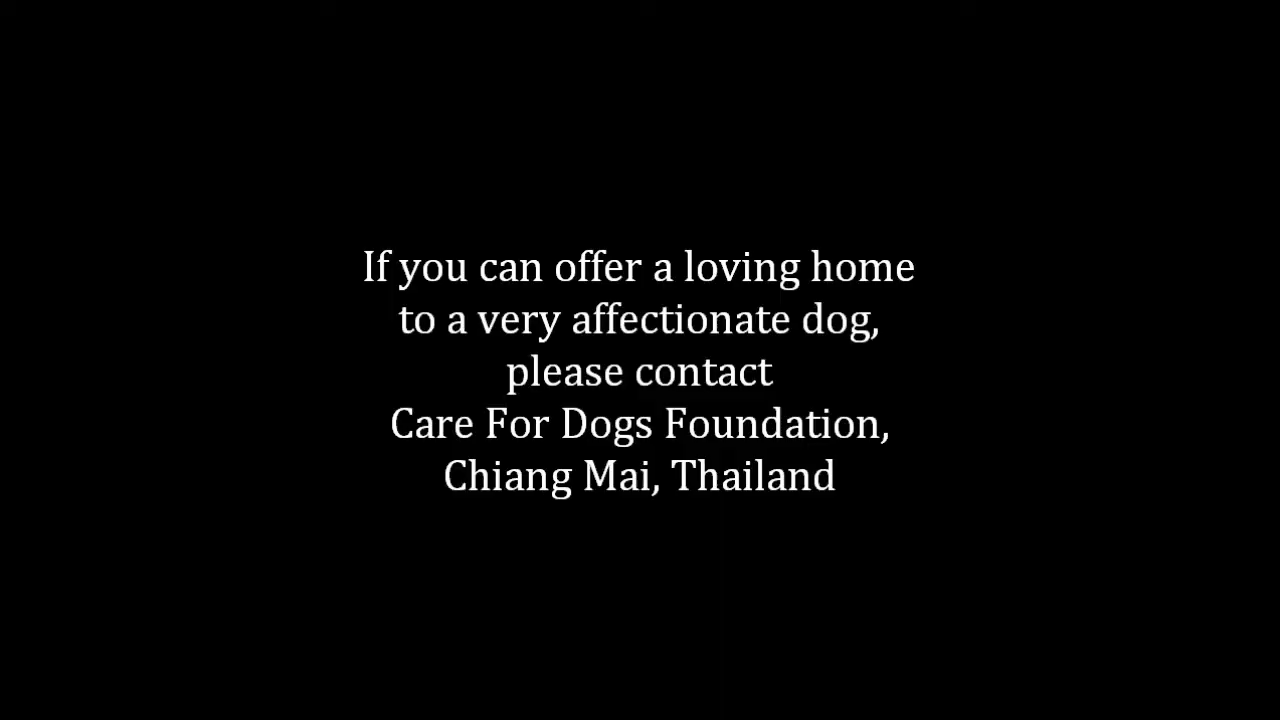 If you can offer a loving home
to a very affectionate dog,
please contact
Care For Dogs Foundation,
Chiang Mai, Thailand